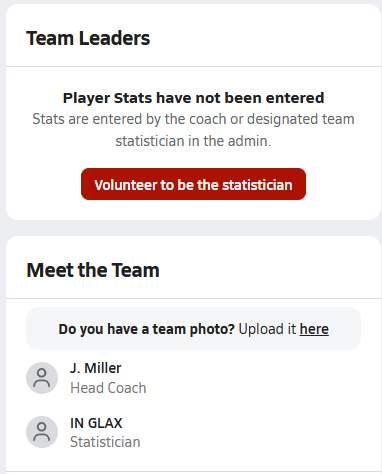 Team Leaders
Player Stats have not been entered
Stats are entered by the coach or designated team
statistician in the admin.
Volunteer to be the statistician
Meet the Team
Do you have a team photo? Upload it here
J. Miller
Head Coach
IN GLAX
Statistician